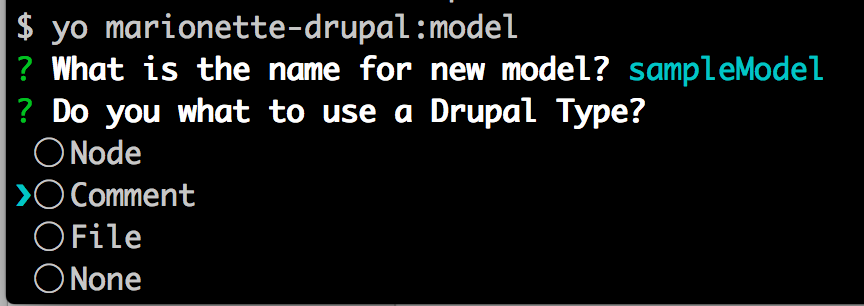 $ yo marionette-drupal:model
? What is the name for new model? sampleModel
? Do you what to use a Drupal Type?
◯ Node
❯◯ Comment
◯ File
◯ None